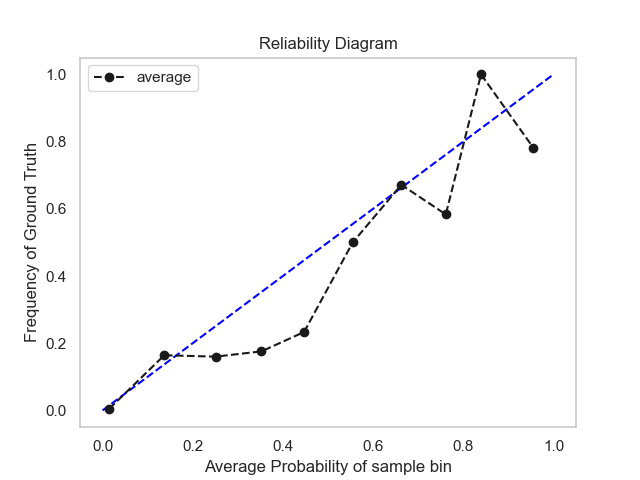 Reliability Diagram
average
Frequency of Ground Truth
1.0
0.8
0.6
0.4
0.2
0.0
0.0 0.2 0.4 0.6 0.8 1.0
Average Probability of sample bin